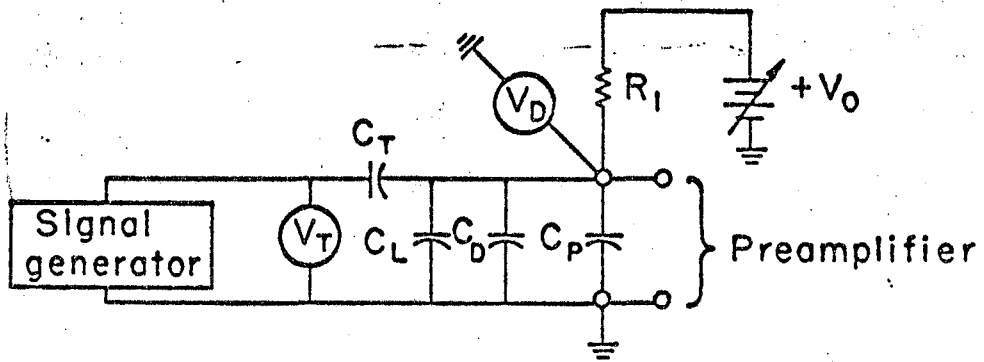 V_D
R_1
+V_0
C_T
Signal
generator
V_T
C_L
C_D
C_P
Preamplifier